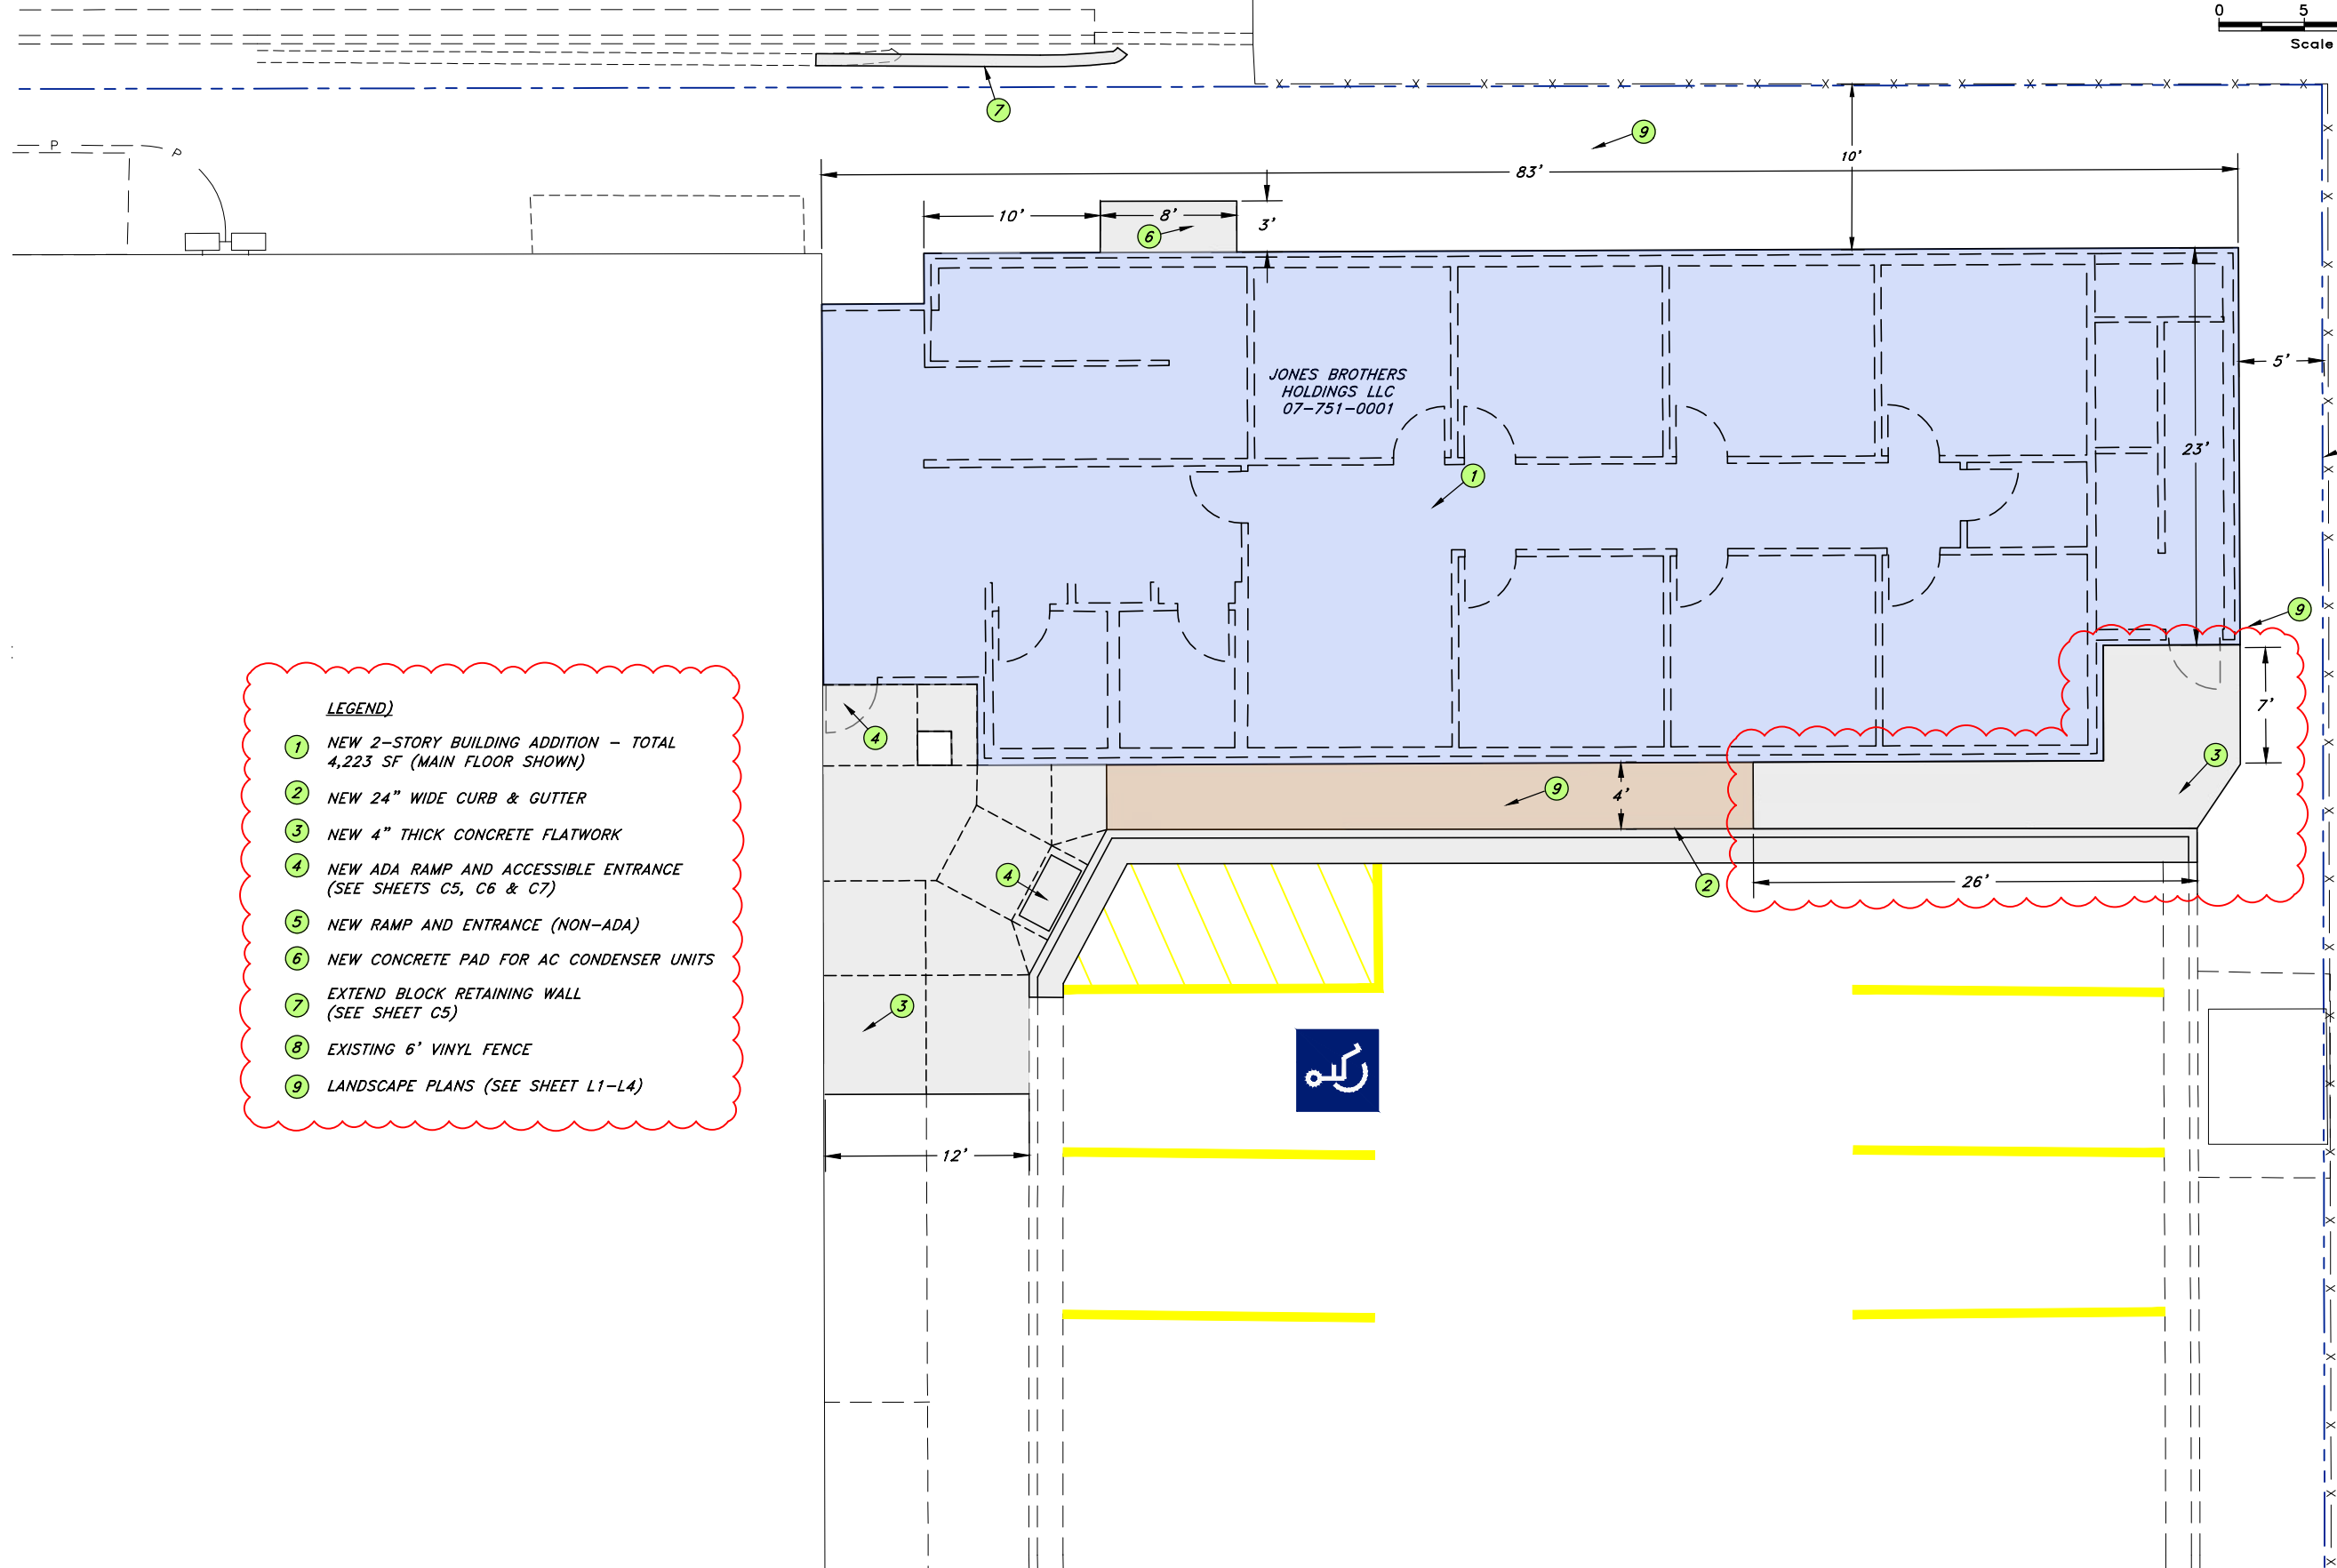 0 5
Scale
7
9
P
P
10'
83'
10'
8'
3'
6
5'
JONES BROTHERS
HOLDINGS LLC
07-751-0001
23'
1
9
7'
4
3
9
4'
4
2
26'
3
12'
LEGEND)
1 NEW 2-STORY BUILDING ADDITION - TOTAL
4,223 SF (MAIN FLOOR SHOWN)
2 NEW 24" WIDE CURB & GUTTER
3 NEW 4" THICK CONCRETE FLATWORK
4 NEW ADA RAMP AND ACCESSIBLE ENTRANCE
(SEE SHEETS C5, C6 & C7)
5 NEW RAMP AND ENTRANCE (NON-ADA)
6 NEW CONCRETE PAD FOR AC CONDENSER UNITS
7 EXTEND BLOCK RETAINING WALL
(SEE SHEET C5)
8 EXISTING 6' VINYL FENCE
9 LANDSCAPE PLANS (SEE SHEET L1-L4)